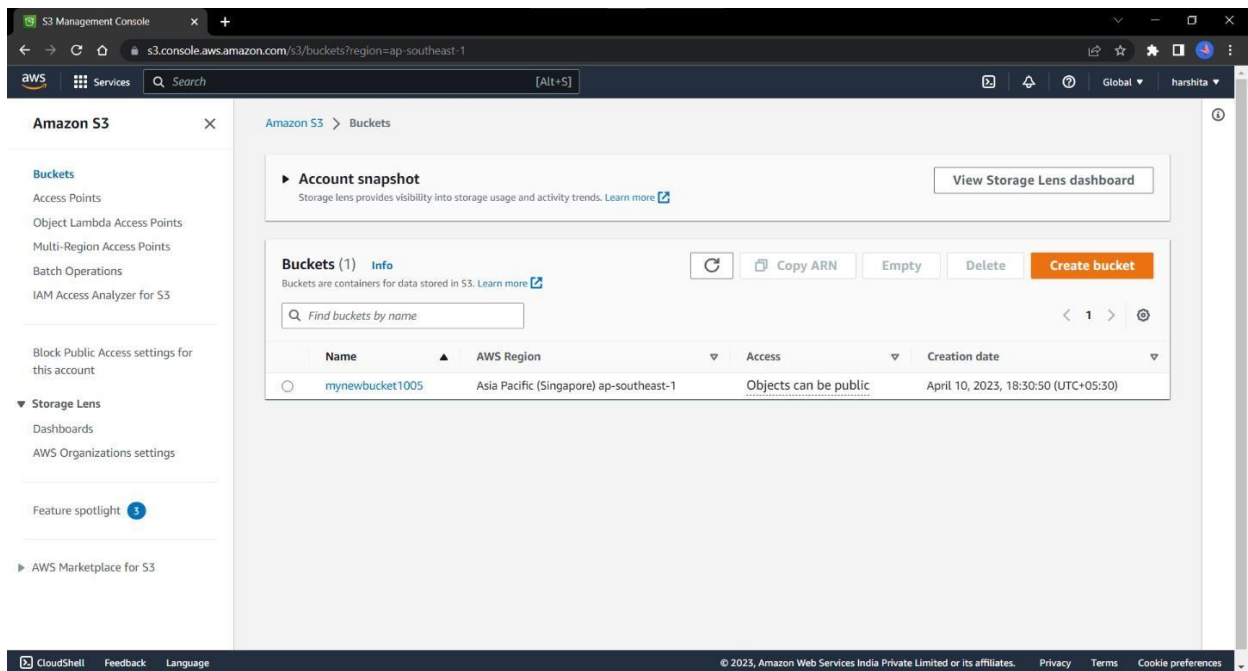 S3 Management Console
s3.console.aws.amazon.com/s3/buckets?region=ap-southeast-1
aws Services Search [Alt+S] Global harshita
Amazon S3
Buckets
Access Points
Object Lambda Access Points
Multi-Region Access Points
Batch Operations
IAM Access Analyzer for S3
Block Public Access settings for
this account
Storage Lens
Dashboards
AWS Organizations settings
Feature spotlight 3
AWS Marketplace for S3
Amazon S3 > Buckets
Account snapshot
Storage lens provides visibility into storage usage and activity trends. Learn more
View Storage Lens dashboard
Buckets (1) Info
Buckets are containers for data stored in S3. Learn more
Copy ARN Empty Delete Create bucket
Find buckets by name
< 1 >
Name AWS Region Access Creation date
mynewbucket1005 Asia Pacific (Singapore) ap-southeast-1 Objects can be public April 10, 2023, 18:30:50 (UTC+05:30)
CloudShell Feedback Language © 2023, Amazon Web Services India Private Limited or its affiliates. Privacy Terms Cookie preferences